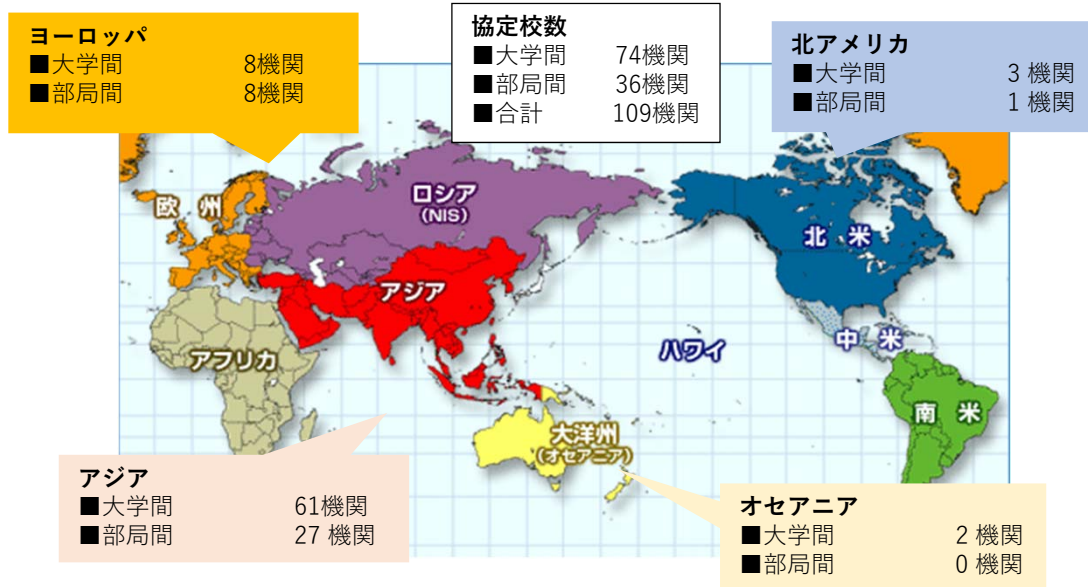 ヨーロッパ
■大学間 8機関
■部局間 8機関
協定校数
■大学間 74機関
■部局間 36機関
■合計 109機関
北アメリカ
■大学間 3 機関
■部局間 1 機関
欧 州
ロシア
(NIS)
北 米
アジア
アフリカ
ハワイ
中 米
南 米
大洋州
(オセアニア)
アジア
■大学間 61機関
■部局間 27 機関
オセアニア
■大学間 2 機関
■部局間 0 機関